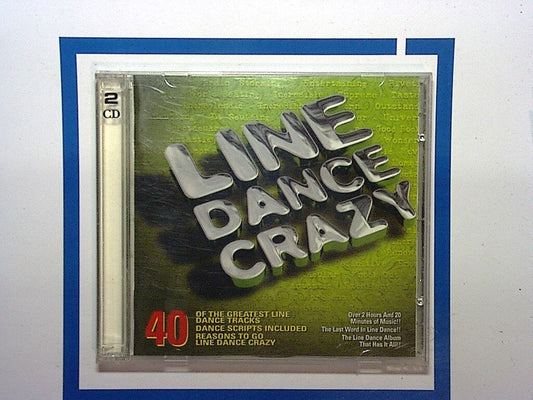 2
CD
LINE
DANCE
CRAZY
40
OF THE GREATEST LINE
DANCE TRACKS
DANCE SCRIPTS INCLUDED
REASONS TO GO
LINE DANCE CRAZY
Over 2 Hours And 20
Minutes of Music!!
The Last Word In Line Dance!!
The Line Dance Album
That Has It All!!